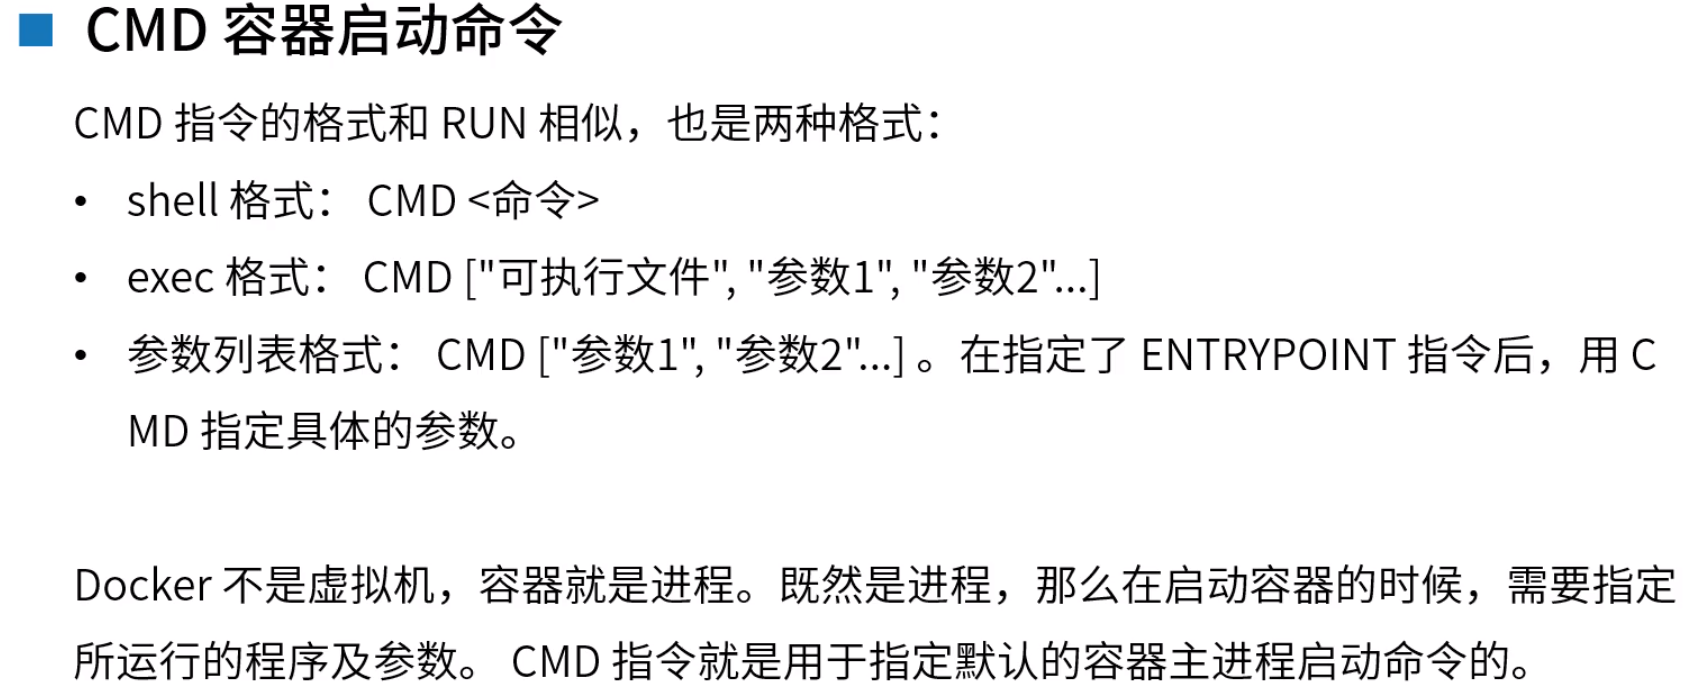 CMD 容器启动命令
CMD 指令的格式和 RUN 相似，也是两种格式：
• shell 格式： CMD <命令>
• exec 格式： CMD ["可执行文件", "参数1", "参数2"...]
• 参数列表格式： CMD ["参数1", "参数2"...] 。在指定了 ENTRYPOINT 指令后，用 C
MD 指定具体的参数。
Docker 不是虚拟机，容器就是进程。既然是进程，那么在启动容器的时候，需要指定
所运行的程序及参数。 CMD 指令就是用于指定默认的容器主进程启动命令的。